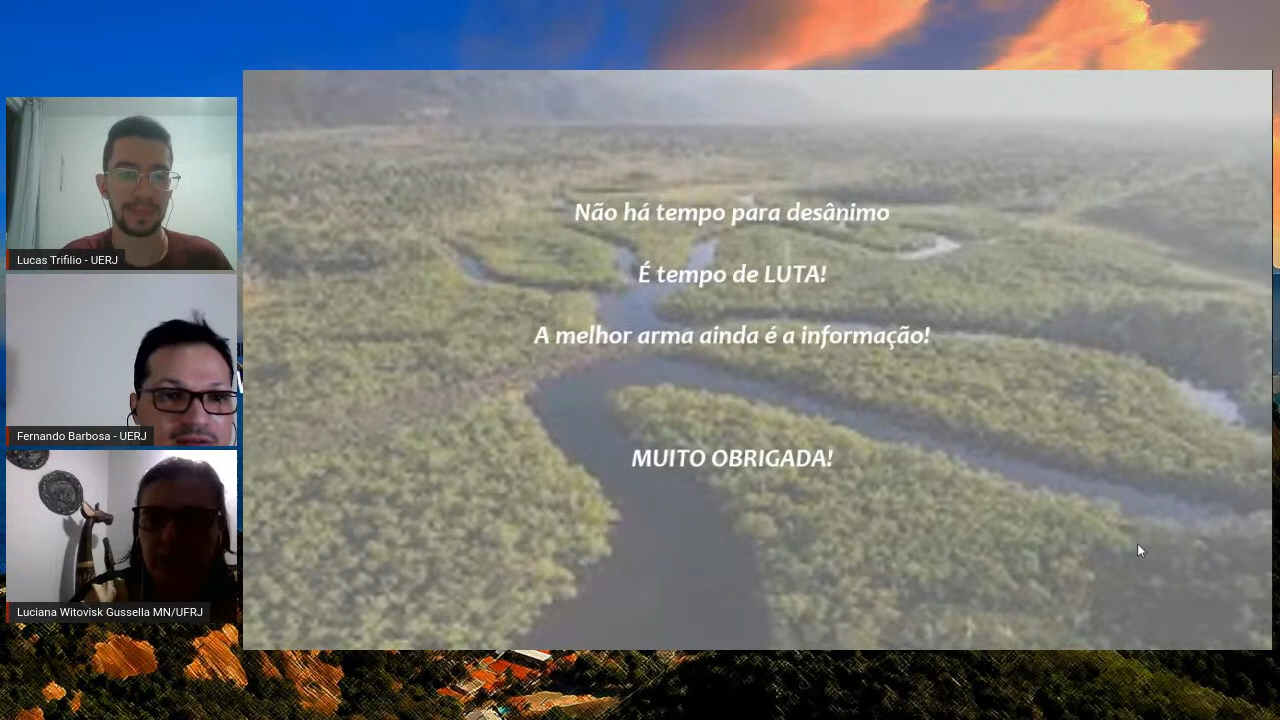 Lucas Trifilio - UERJ
Fernando Barbosa - UERJ
Luciana Witovisk Gussella MN/UFRJ
Não há tempo para desânimo
É tempo de LUTA!
A melhor arma ainda é a informação!
MUITO OBRIGADA!